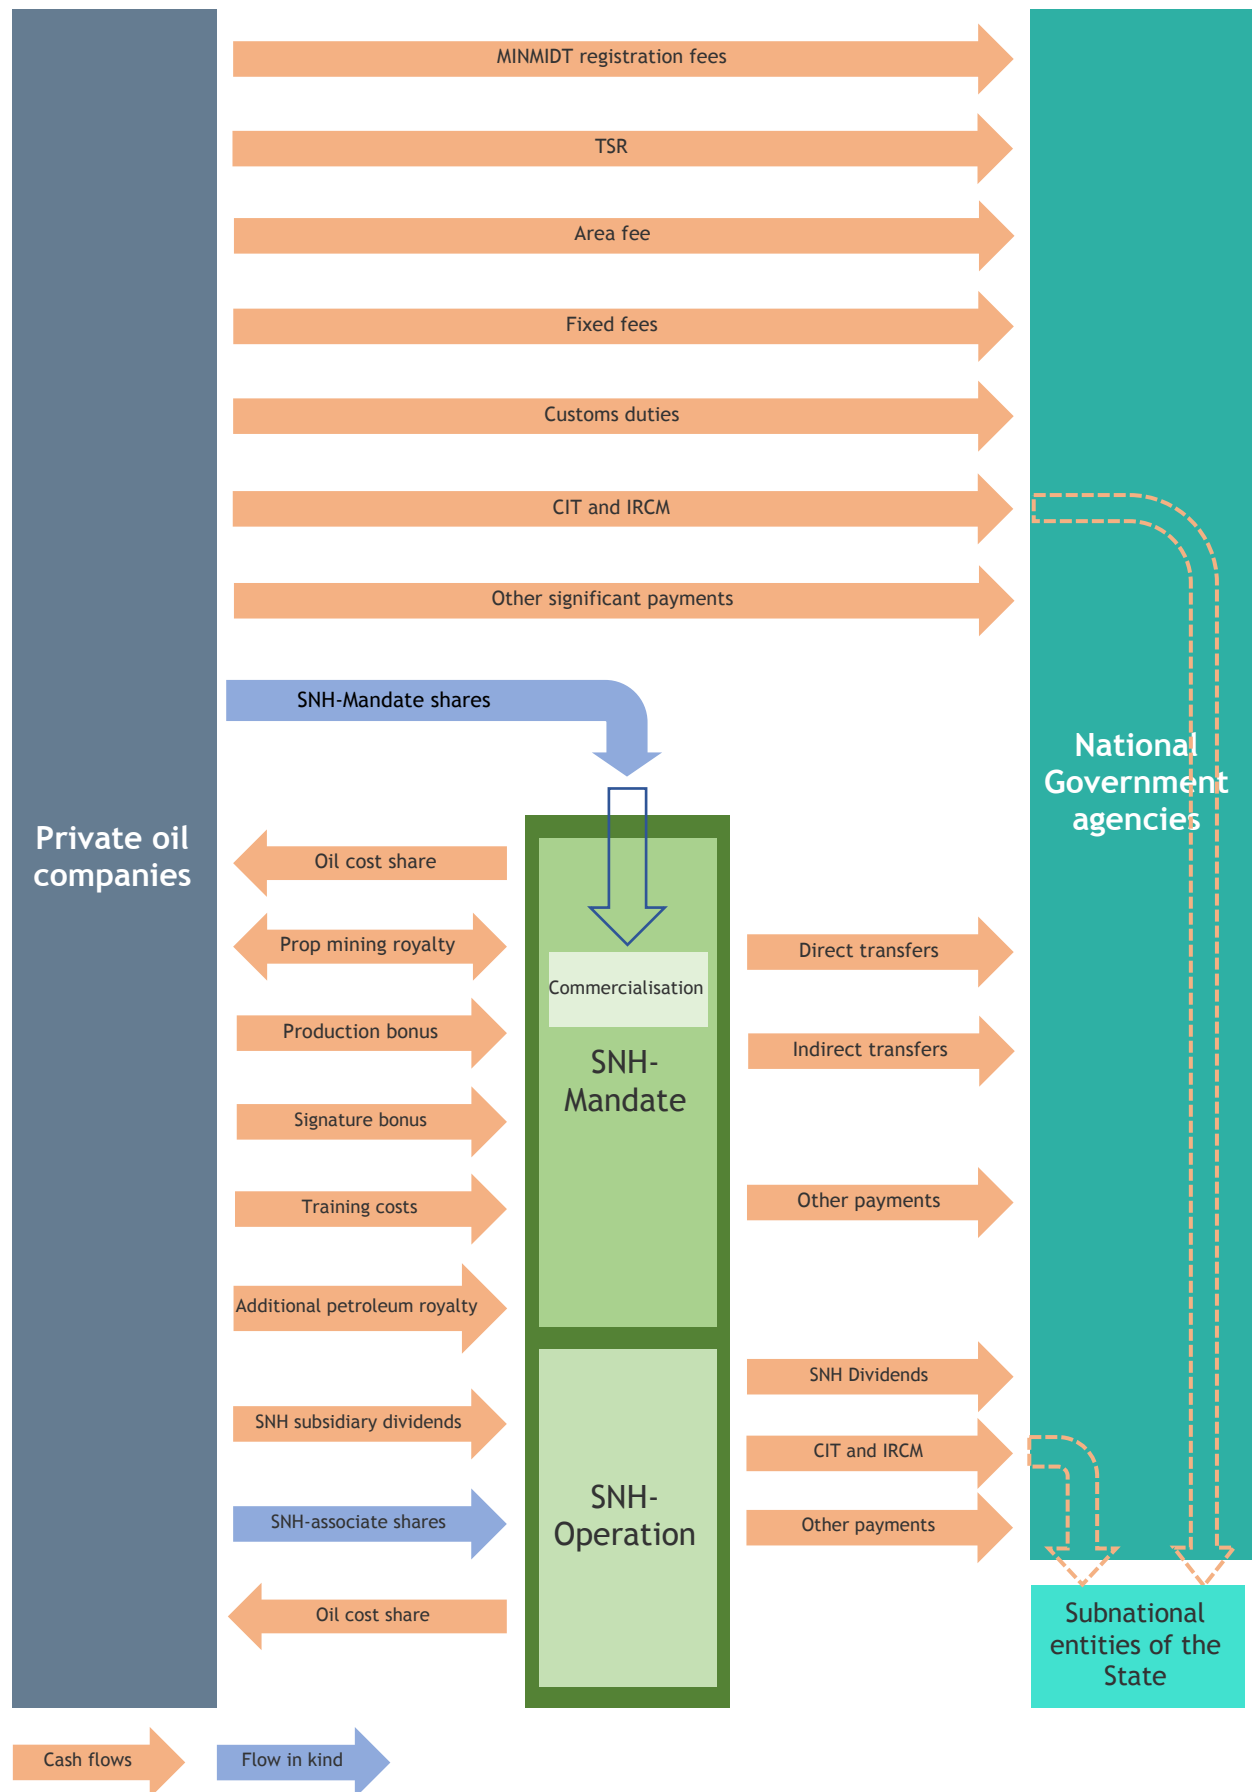 MINMIDT registration fees
TSR
Area fee
Fixed fees
Customs duties
CIT and IRCM
Other significant payments
SNH-Mandate shares
National
Government
agencies
Private oil
companies
Oil cost share
Prop mining royalty
Direct transfers
Commercialisation
Production bonus
Indirect transfers
SNH-
Mandate
Signature bonus
Training costs
Other payments
Additional petroleum royalty
SNH Dividends
SNH subsidiary dividends
CIT and IRCM
SNH-
Operation
SNH-associate shares
Other payments
Oil cost share
Subnational
entities of the
State
Cash flows
Flow in kind